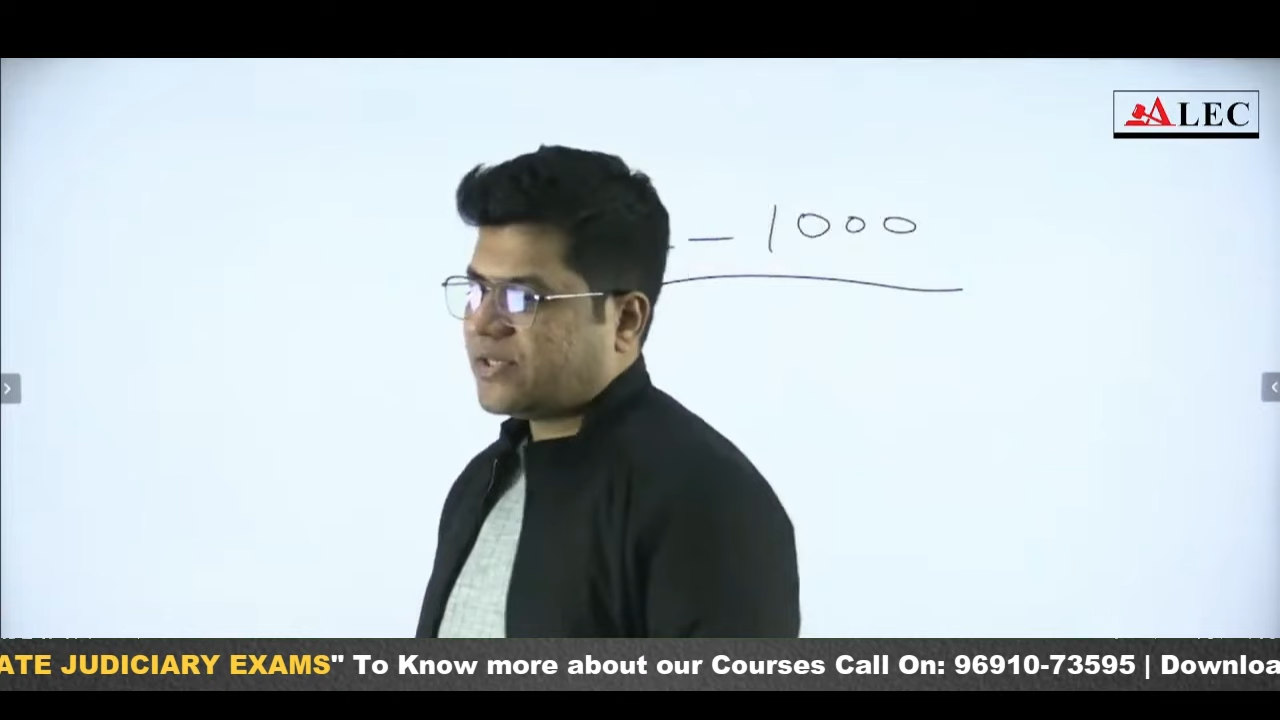 ALEC
– 1000
ATE JUDICIARY EXAMS" To Know more about our Courses Call On: 96910-73595 | Downloa